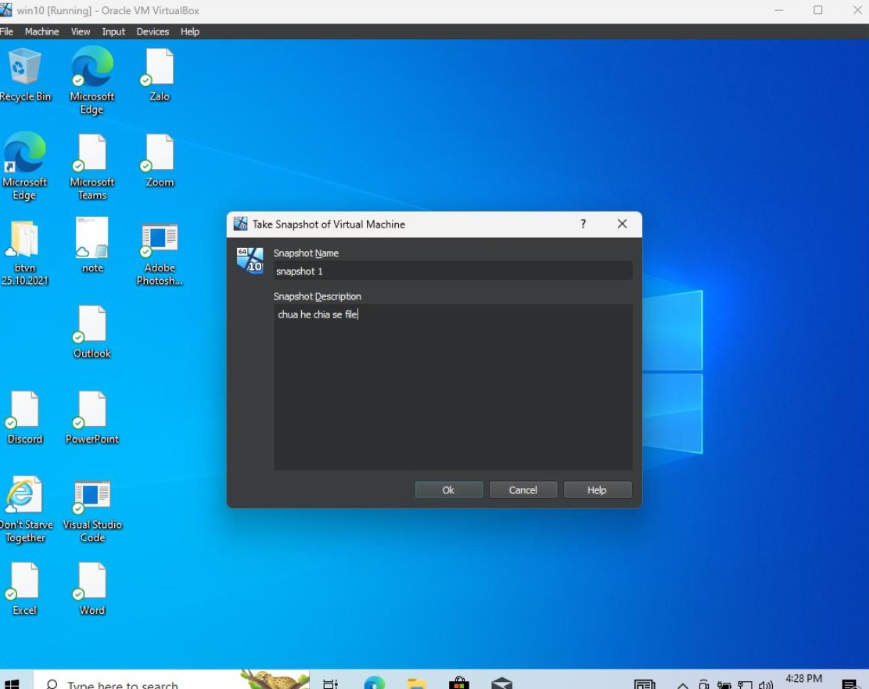 win10 [Running] - Oracle VM VirtualBox
File Machine View Input Devices Help
Recycle Bin
Microsoft Edge
Zalo
Microsoft Edge
Microsoft Teams
Zoom
btvn 25.10.2021
note
Adobe Photosh...
Outlook
Discord
PowerPoint
Don't Starve Together
Visual Studio Code
Excel
Word
Take Snapshot of Virtual Machine
?
64
10
Snapshot Name
snapshot 1
Snapshot Description
chua he chia se file
Ok
Cancel
Help
Type here to search
4:28 PM